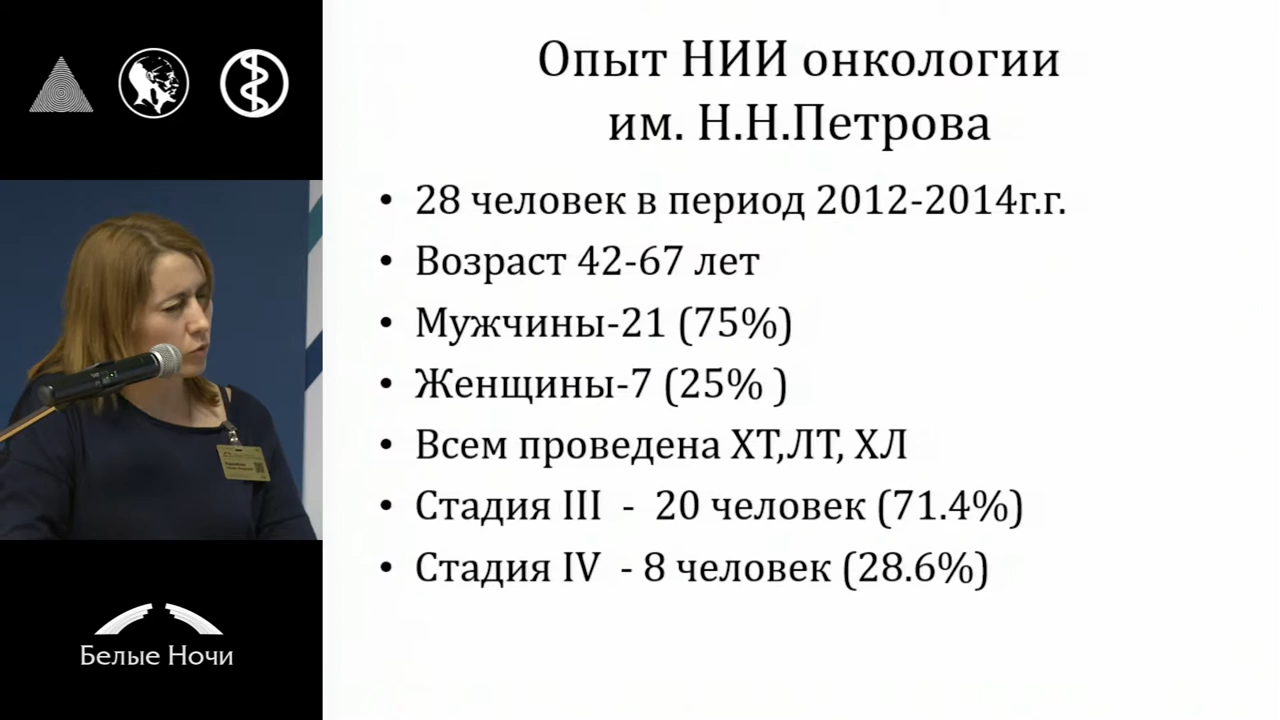 Опыт НИИ онкологии
им. Н.Н.Петрова
• 28 человек в период 2012-2014г.г.
• Возраст 42-67 лет
• Мужчины-21 (75%)
• Женщины-7 (25% )
• Всем проведена ХТ,ЛТ, ХЛ
• Стадия III - 20 человек (71.4%)
• Стадия IV - 8 человек (28.6%)
Белые Ночи